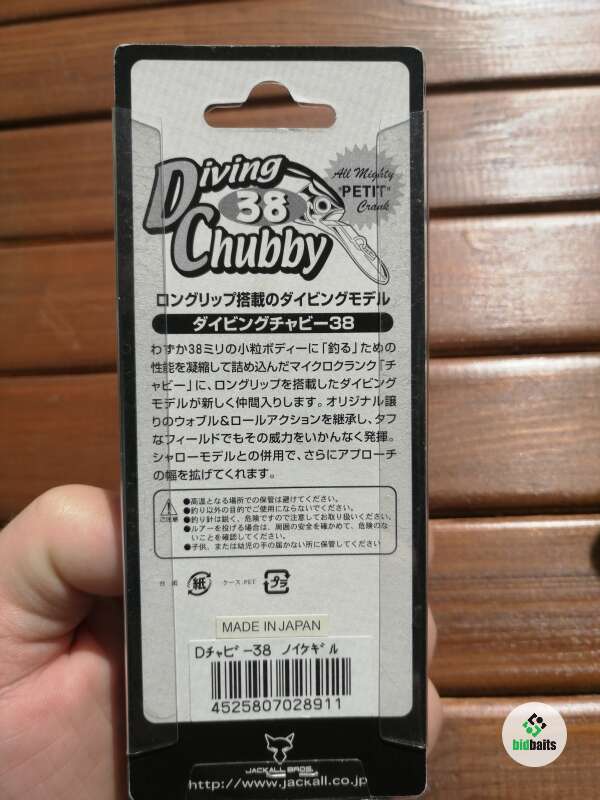 Diving
38
Chubby
All Mighty
"PETIT"
Crank
ロングリップ搭載のダイビングモデル
ダイビングチャビー38
わずか38ミリの小粒ボディーに「釣る」ための
性能を凝縮して詰め込んだマイクロクランク「チ
ャビー」に、ロングリップを搭載したダイビング
モデルが新しく仲間入りします。オリジナル譲
りのウォブル&ロールアクションを継承し、タフ
なフィールドでもその威力をいかんなく発揮。
シャローモデルとの併用で、さらにアプローチ
の幅を拡げてくれます。
ご注意
●高温となる場所での保管は避けてください。
●釣り以外の目的でご使用にならないでください。
●釣り針は鋭く、危険ですので注意してお取り扱いください。
●ルアーを投げる場合は、周囲の安全を確かめて、危険のな
いことを確認してください。
●子供、または幼児の手の届かない所に保管してください
台紙
紙
ケース:PET
プラ
MADE IN JAPAN
Dチャビー38 ノイケギル
4525807028911
JACKALL BROS.
http://www.jackall.co.jp
bidbaits